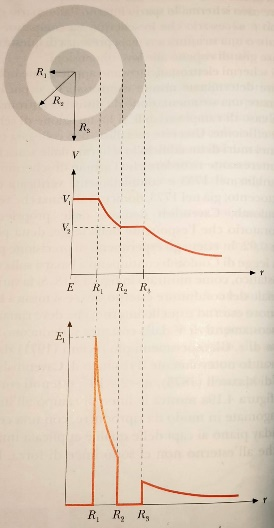 R₁
R₂
R₃
V
V₁
V₂
E R₁ R₂ R₃ r
E₁
R₁ R₂ R₃ r